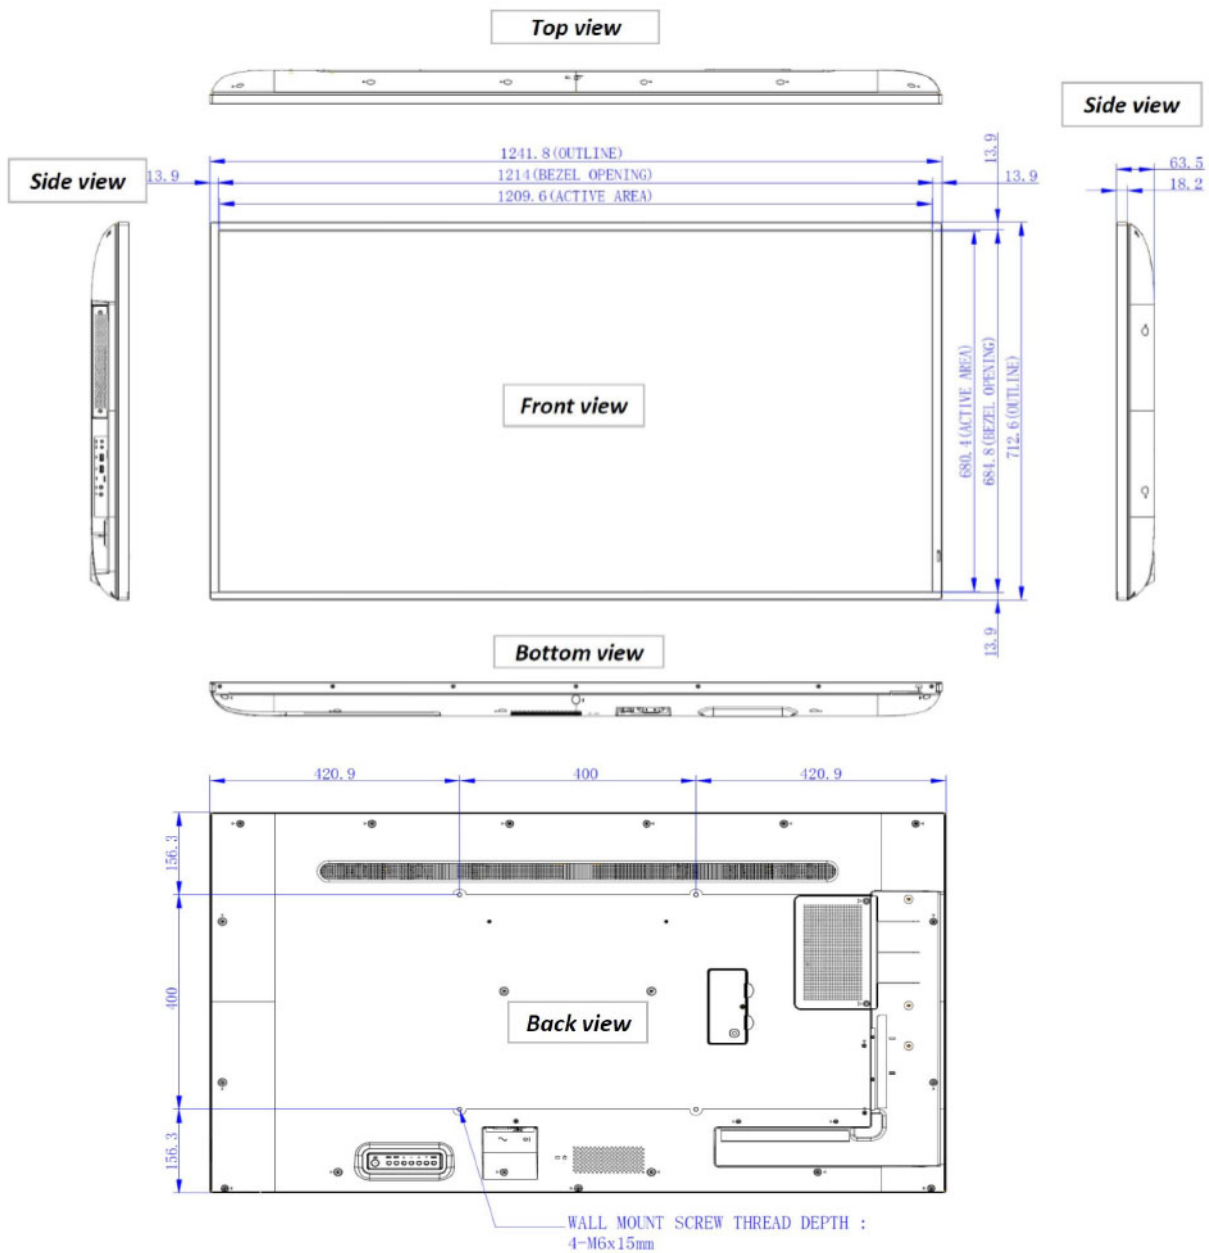 Top view
Side view
13.9
1241.8(OUTLINE)
63.5
Side view
13.9
1214(BEZEL OPENING)
13.9
18.2
1209.6(ACTIVE AREA)
680.4(ACTIVE AREA)
684.8(BEZEL OPENING)
712.6(OUTLINE)
Front view
13.9
Bottom view
420.9
400
420.9
156.3
400
Back view
156.3
WALL MOUNT SCREW THREAD DEPTH :
4-M6x15mm